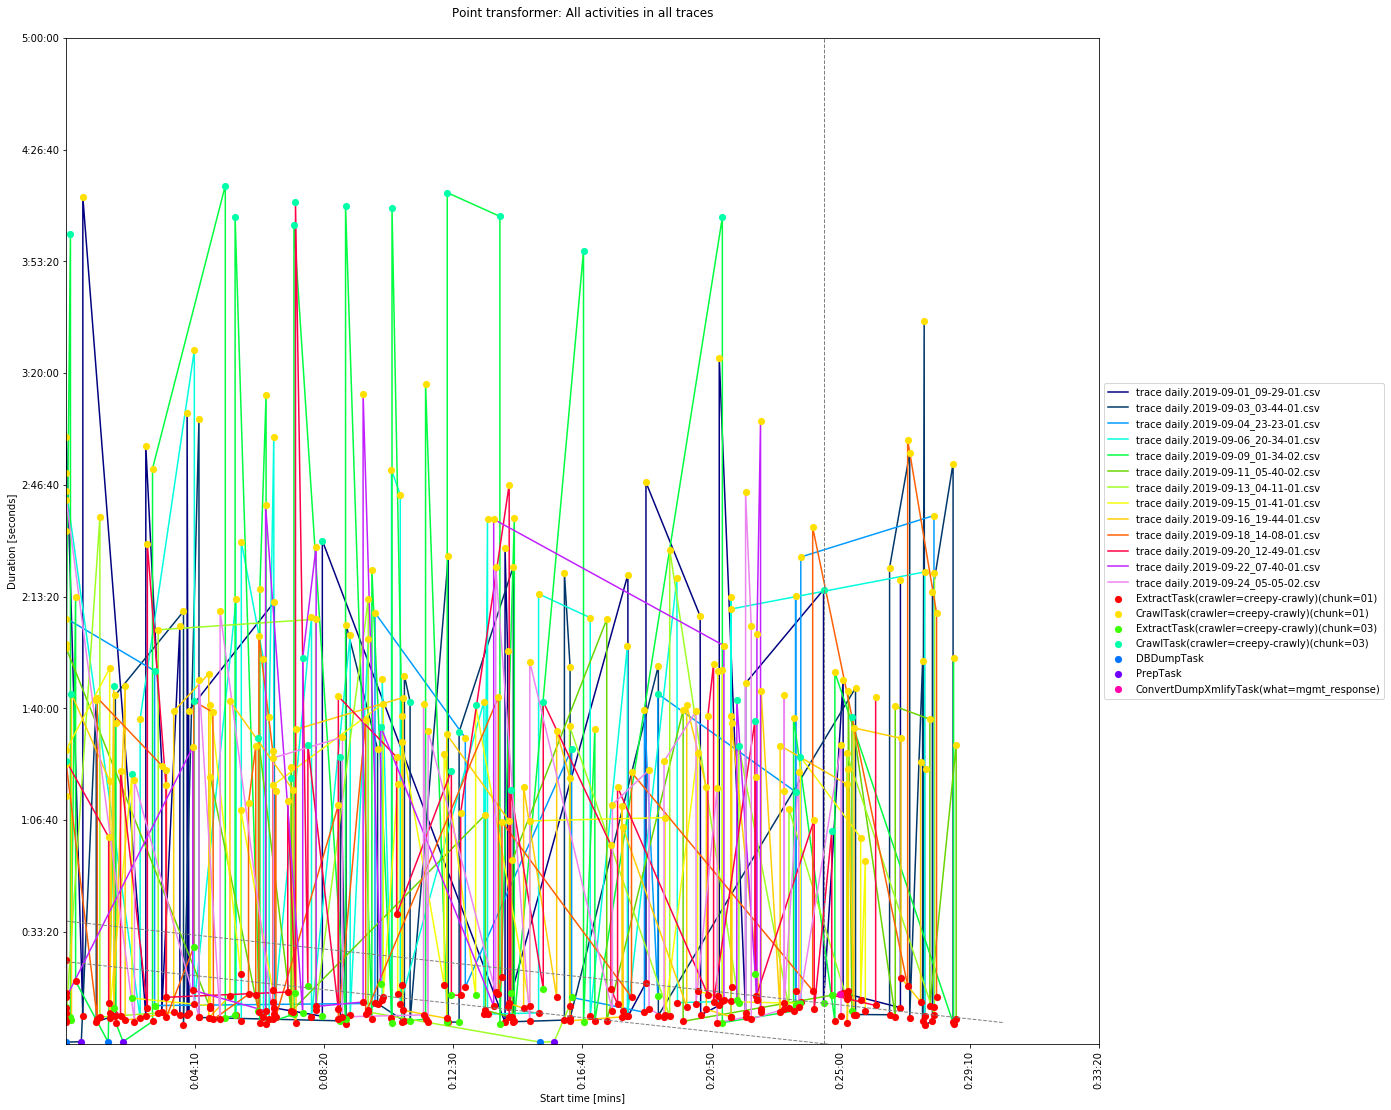 Point transformer: All activities in all traces
5:00:00
4:26:40
3:53:20
3:20:00
2:46:40
2:13:20
1:40:00
1:06:40
0:33:20
Duration [seconds]
0:04:10
0:08:20
0:12:30
0:16:40
0:20:50
0:25:00
0:29:10
0:33:20
Start time [mins]
trace daily.2019-09-01_09-29-01.csv
trace daily.2019-09-03_03-44-01.csv
trace daily.2019-09-04_23-23-01.csv
trace daily.2019-09-06_20-34-01.csv
trace daily.2019-09-09_01-34-02.csv
trace daily.2019-09-11_05-40-02.csv
trace daily.2019-09-13_04-11-01.csv
trace daily.2019-09-15_01-41-01.csv
trace daily.2019-09-16_19-44-01.csv
trace daily.2019-09-18_14-08-01.csv
trace daily.2019-09-20_12-49-01.csv
trace daily.2019-09-22_07-40-01.csv
trace daily.2019-09-24_05-05-02.csv
ExtractTask(crawler=creepy-crawly)(chunk=01)
CrawlTask(crawler=creepy-crawly)(chunk=01)
ExtractTask(crawler=creepy-crawly)(chunk=03)
CrawlTask(crawler=creepy-crawly)(chunk=03)
DBDumpTask
PrepTask
ConvertDumpXmlifyTask(what=mgmt_response)